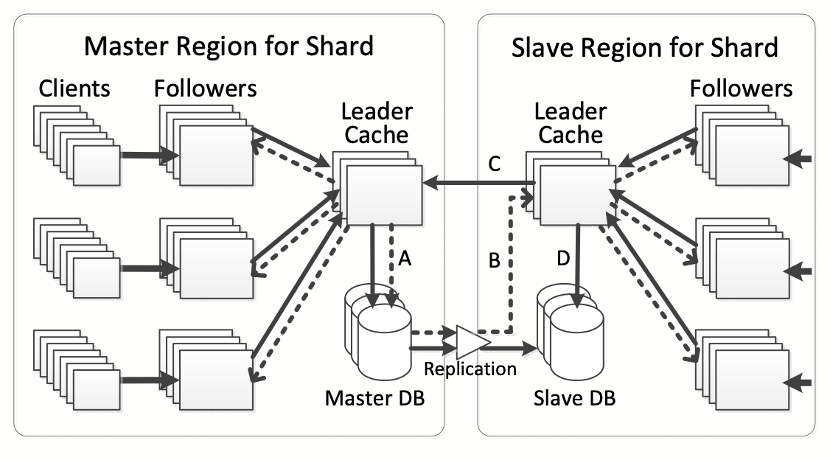 Master Region for Shard
Slave Region for Shard
Clients
Followers
Leader
Cache
Leader
Cache
Followers
C
A
B
D
Replication
Master DB
Slave DB